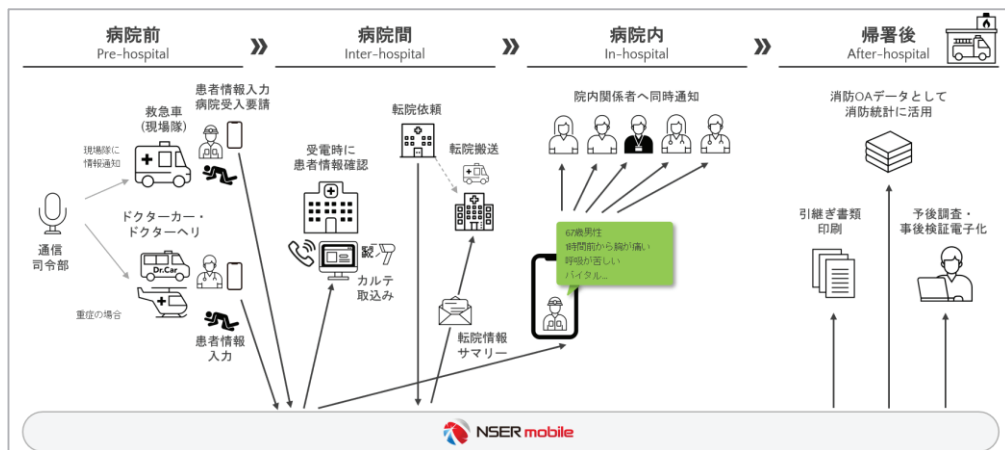 病院前
Pre-hospital
»
病院間
Inter-hospital
»
病院内
In-hospital
»
帰署後
After-hospital
患者情報入力
病院受入要請
救急車
(現場隊)
現場隊に
情報通知
通信
司令部
ドクターカー・
ドクターヘリ
Dr.Car
重症の場合
患者情報
入力
受電時に
患者情報確認
カルテ
取込み
転院依頼
転院搬送
転院情報
サマリー
院内関係者へ同時通知
67歳男性
1時間前から胸が痛い
呼吸が苦しい
バイタル...
消防OAデータとして
消防統計に活用
引継ぎ書類
印刷
予後調査・
事後検証電子化
NSER mobile